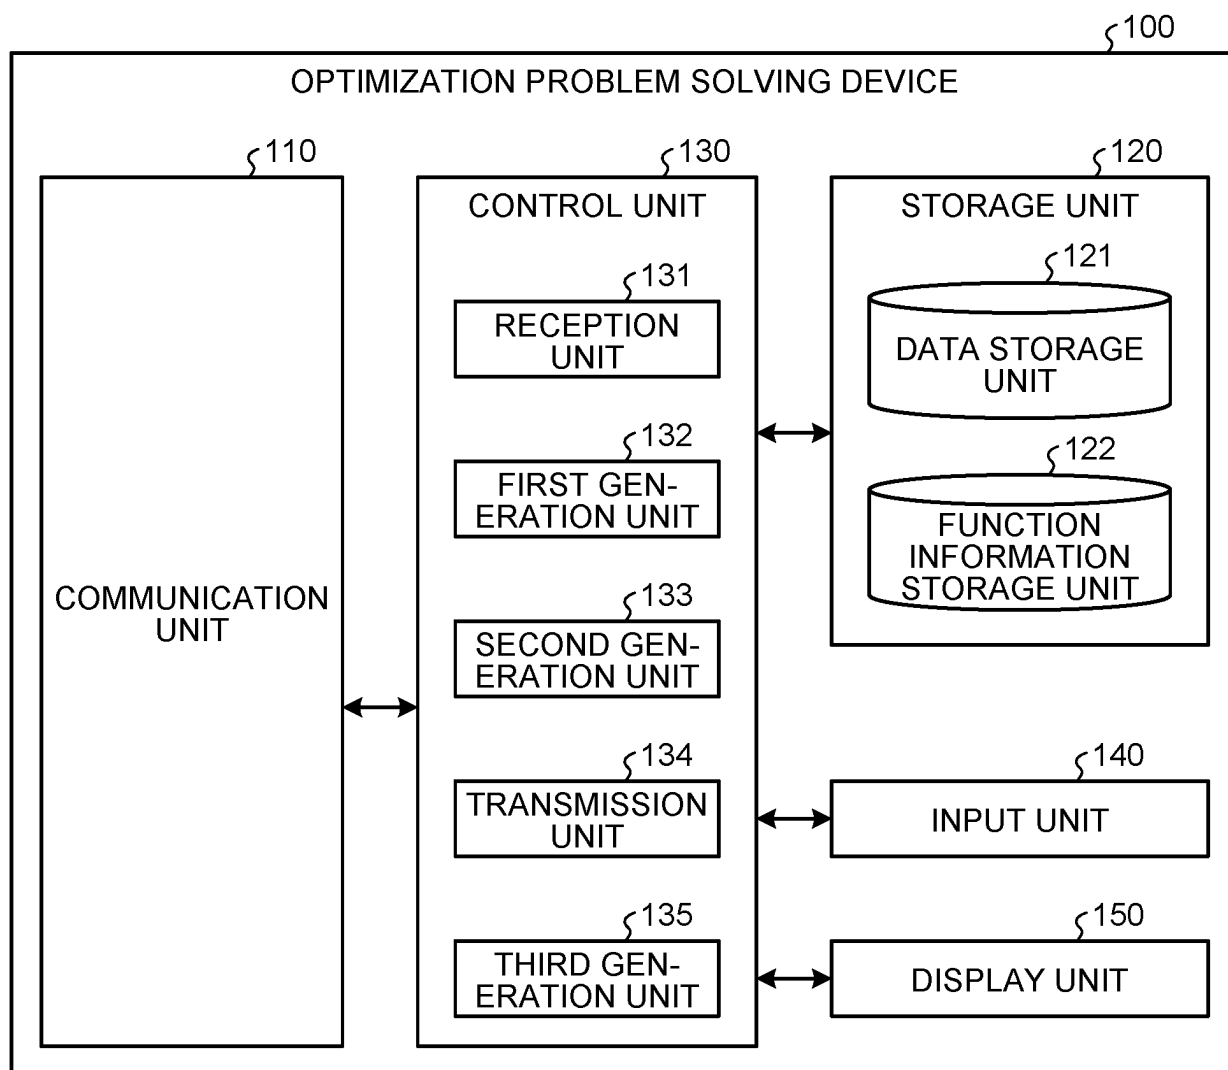 100
OPTIMIZATION PROBLEM SOLVING DEVICE
110
COMMUNICATION
UNIT
130
CONTROL UNIT
131
RECEPTION
UNIT
132
FIRST GEN-
ERATION UNIT
133
SECOND GEN-
ERATION UNIT
134
TRANSMISSION
UNIT
135
THIRD GEN-
ERATION UNIT
120
STORAGE UNIT
121
DATA STORAGE
UNIT
122
FUNCTION
INFORMATION
STORAGE UNIT
140
INPUT UNIT
150
DISPLAY UNIT